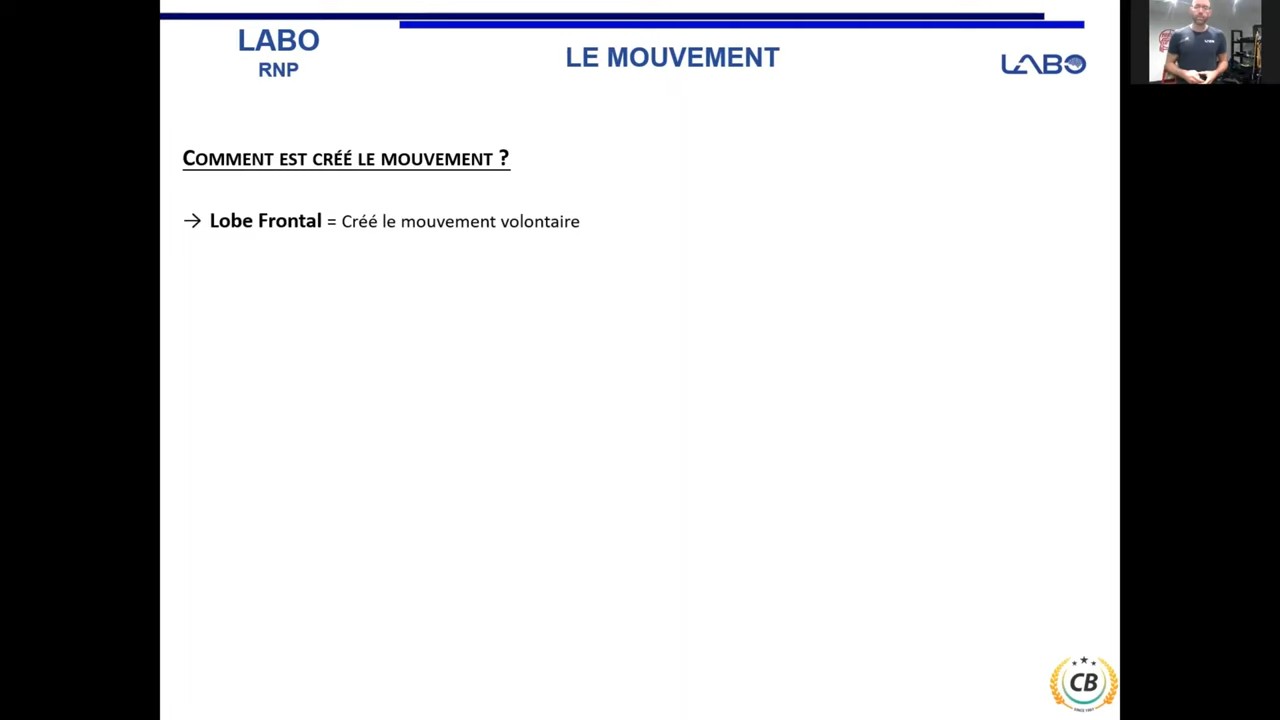 LABO
RNP
LE MOUVEMENT
LABO
COMMENT EST CRÉÉ LE MOUVEMENT ?
→ Lobe Frontal = Créé le mouvement volontaire
CB